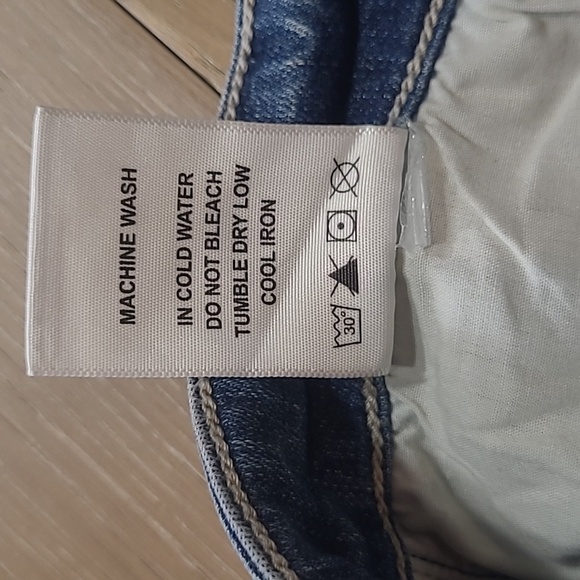 MACHINE WASH
IN COLD WATER
DO NOT BLEACH
TUMBLE DRY LOW
COOL IRON
30°